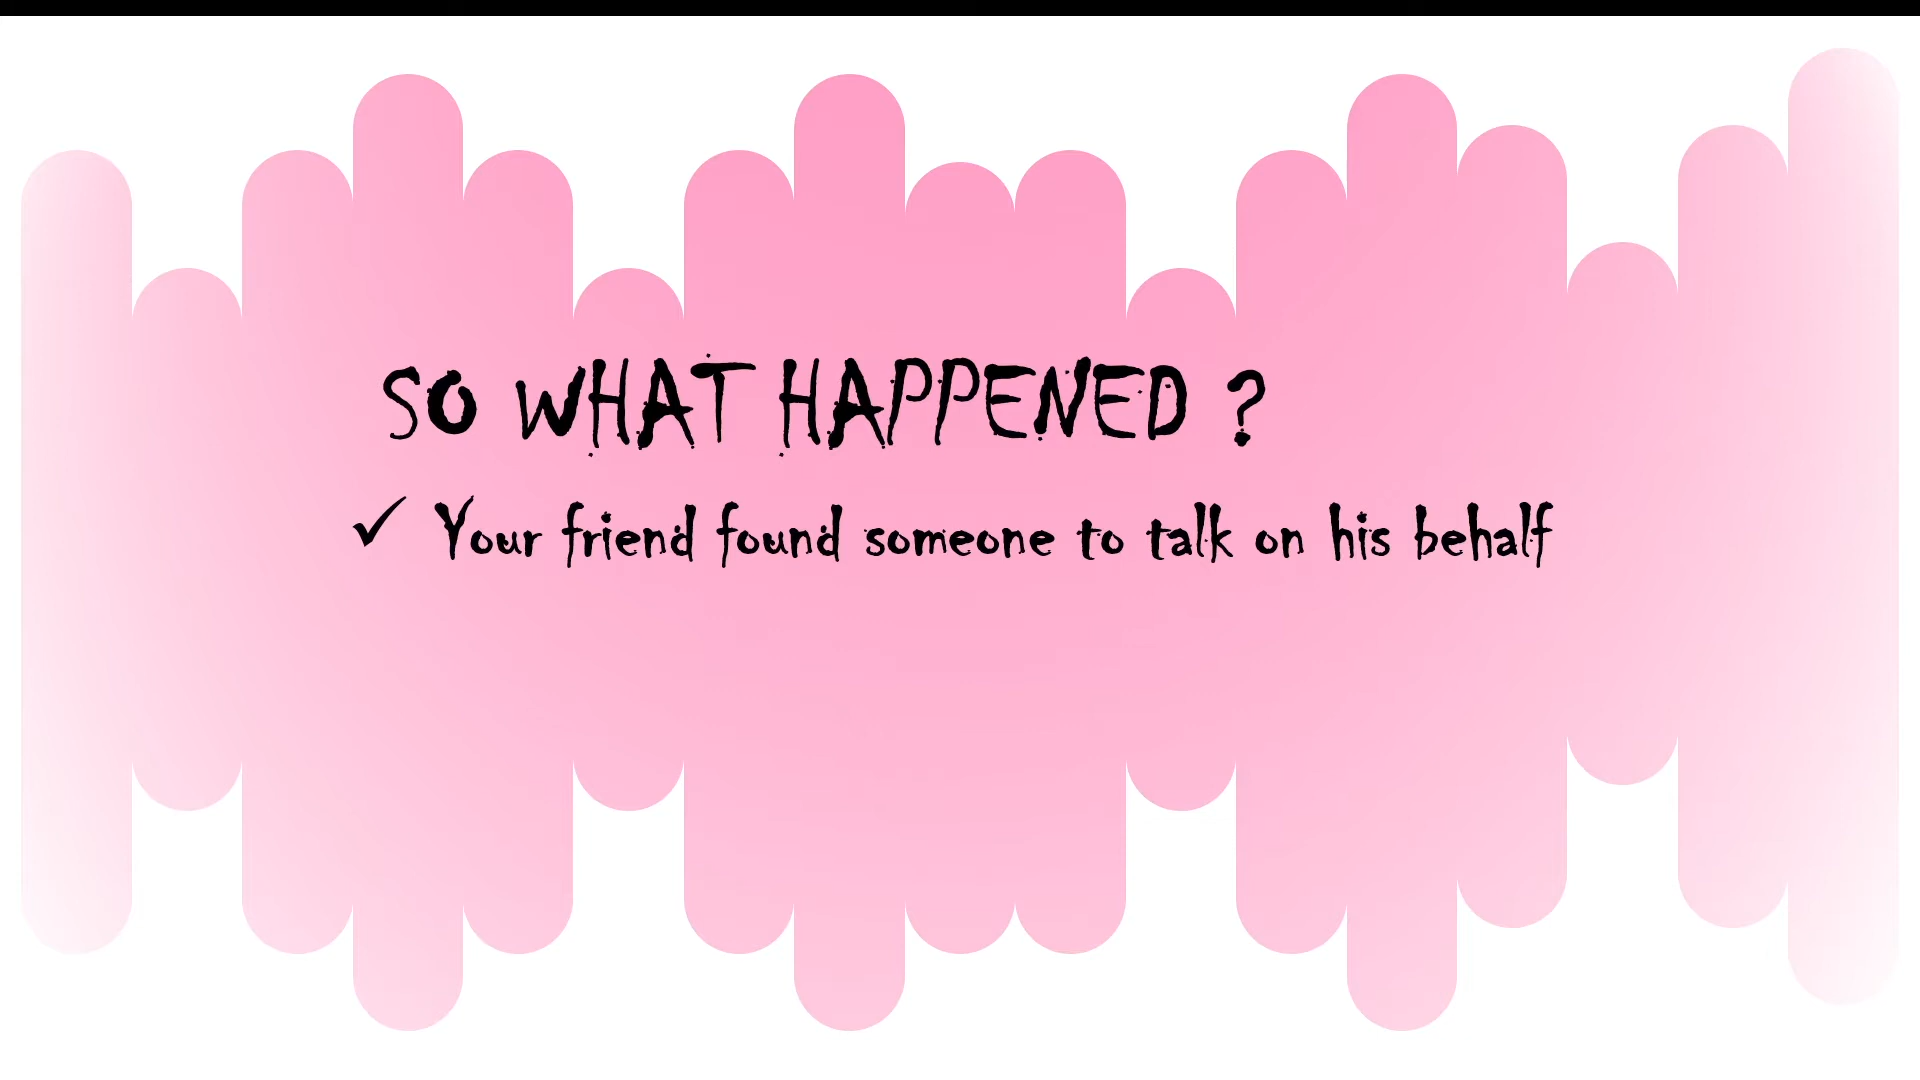 SO WHAT HAPPENED ?
✓ Your friend found someone to talk on his behalf